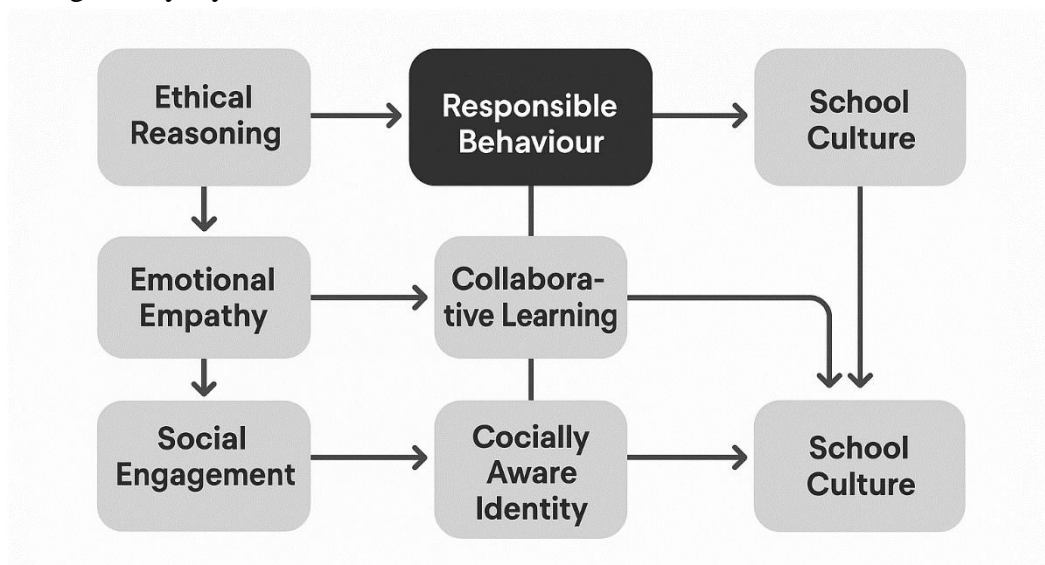 Ethical
Reasoning
Responsible
Behaviour
School
Culture
Emotional
Empathy
Collabora-
tive Learning
Social
Engagement
Cocially
Aware
Identity
School
Culture